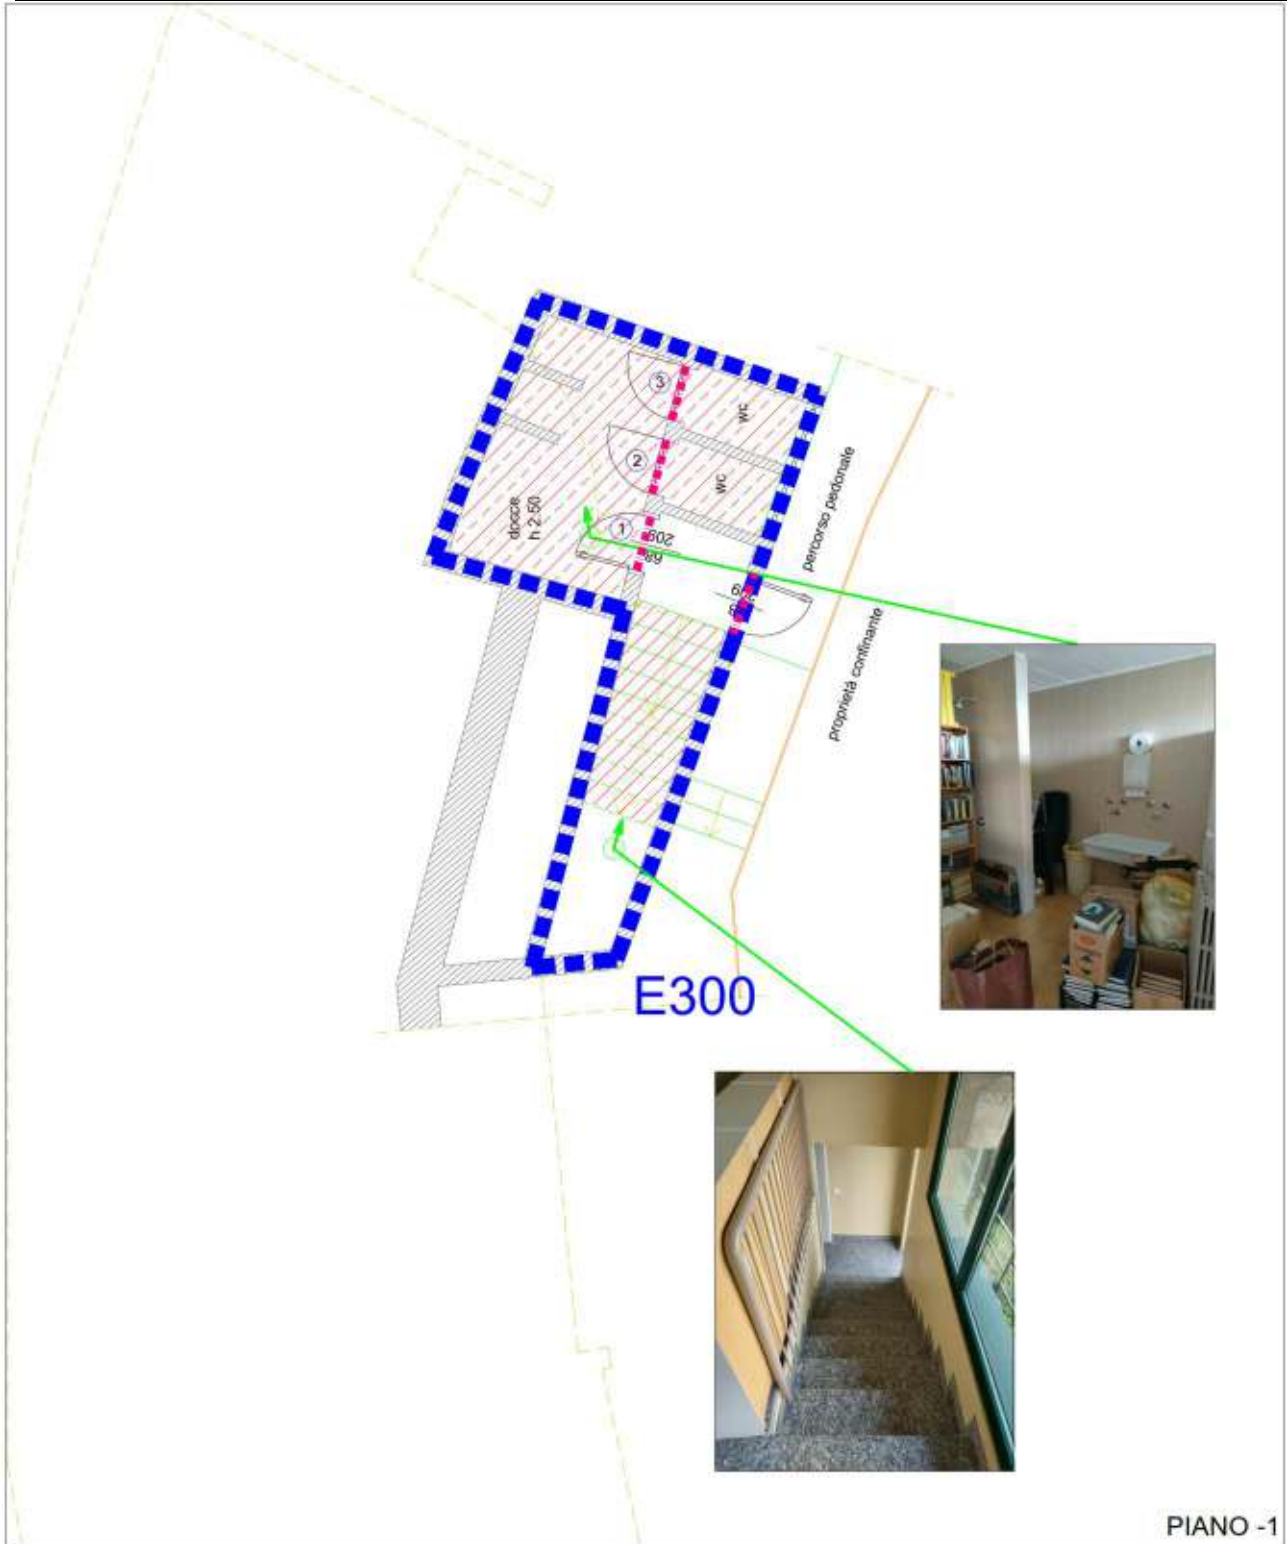 3
wc
2
wc
docce
h 2.50
1
209
89
percorso pedonale
proprietà confinante
E300
PIANO -1